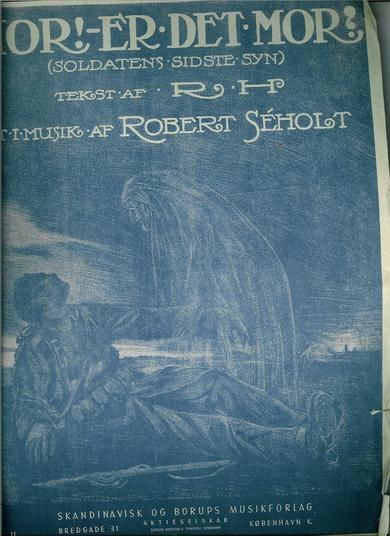 MOR!-ER·DET·MOR?
(SOLDATENS·SIDSTE·SYN)
TEKST·AF·R·H
T·I·MUSIK·AF ROBERT SÉHOLT
SKANDINAVISK OG BORUPS MUSIKFORLAG
AKTIESELSKAB
BREDGADE 31
KØBENHAVN K.